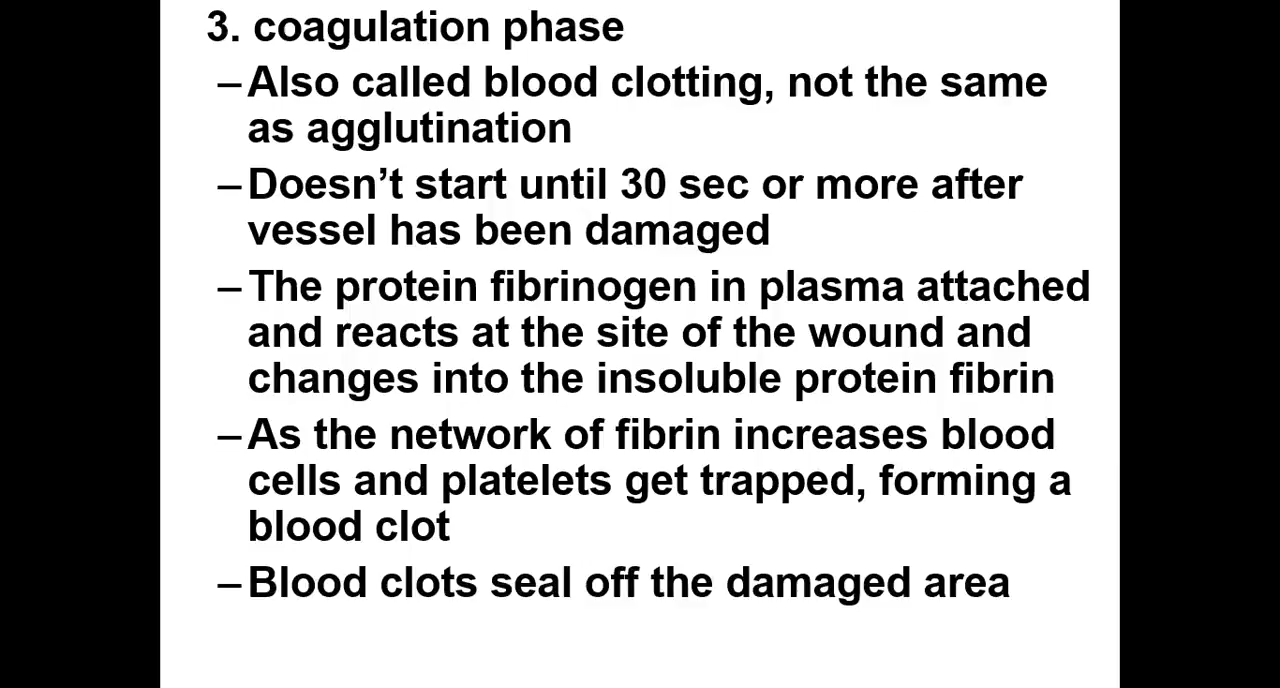 3. coagulation phase
–Also called blood clotting, not the same
as agglutination
–Doesn’t start until 30 sec or more after
vessel has been damaged
–The protein fibrinogen in plasma attached
and reacts at the site of the wound and
changes into the insoluble protein fibrin
–As the network of fibrin increases blood
cells and platelets get trapped, forming a
blood clot
–Blood clots seal off the damaged area